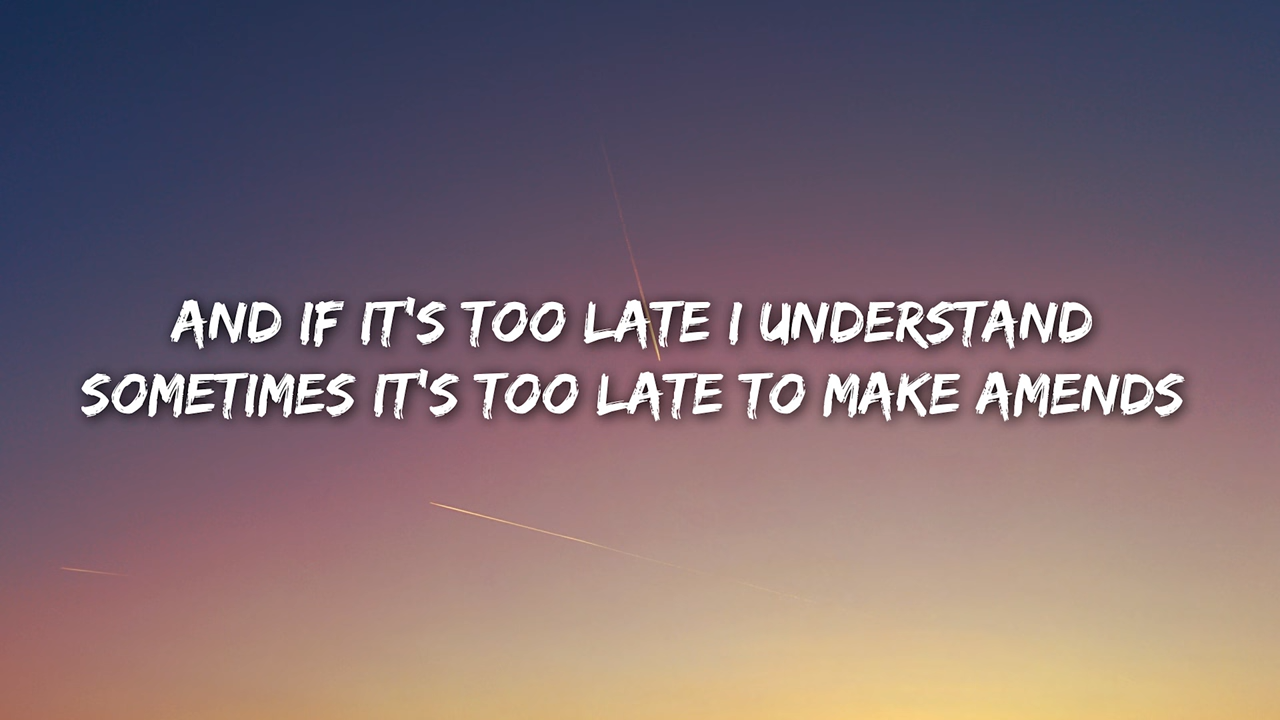 AND IF IT'S TOO LATE I UNDERSTAND
SOMETIMES IT'S TOO LATE TO MAKE AMENDS